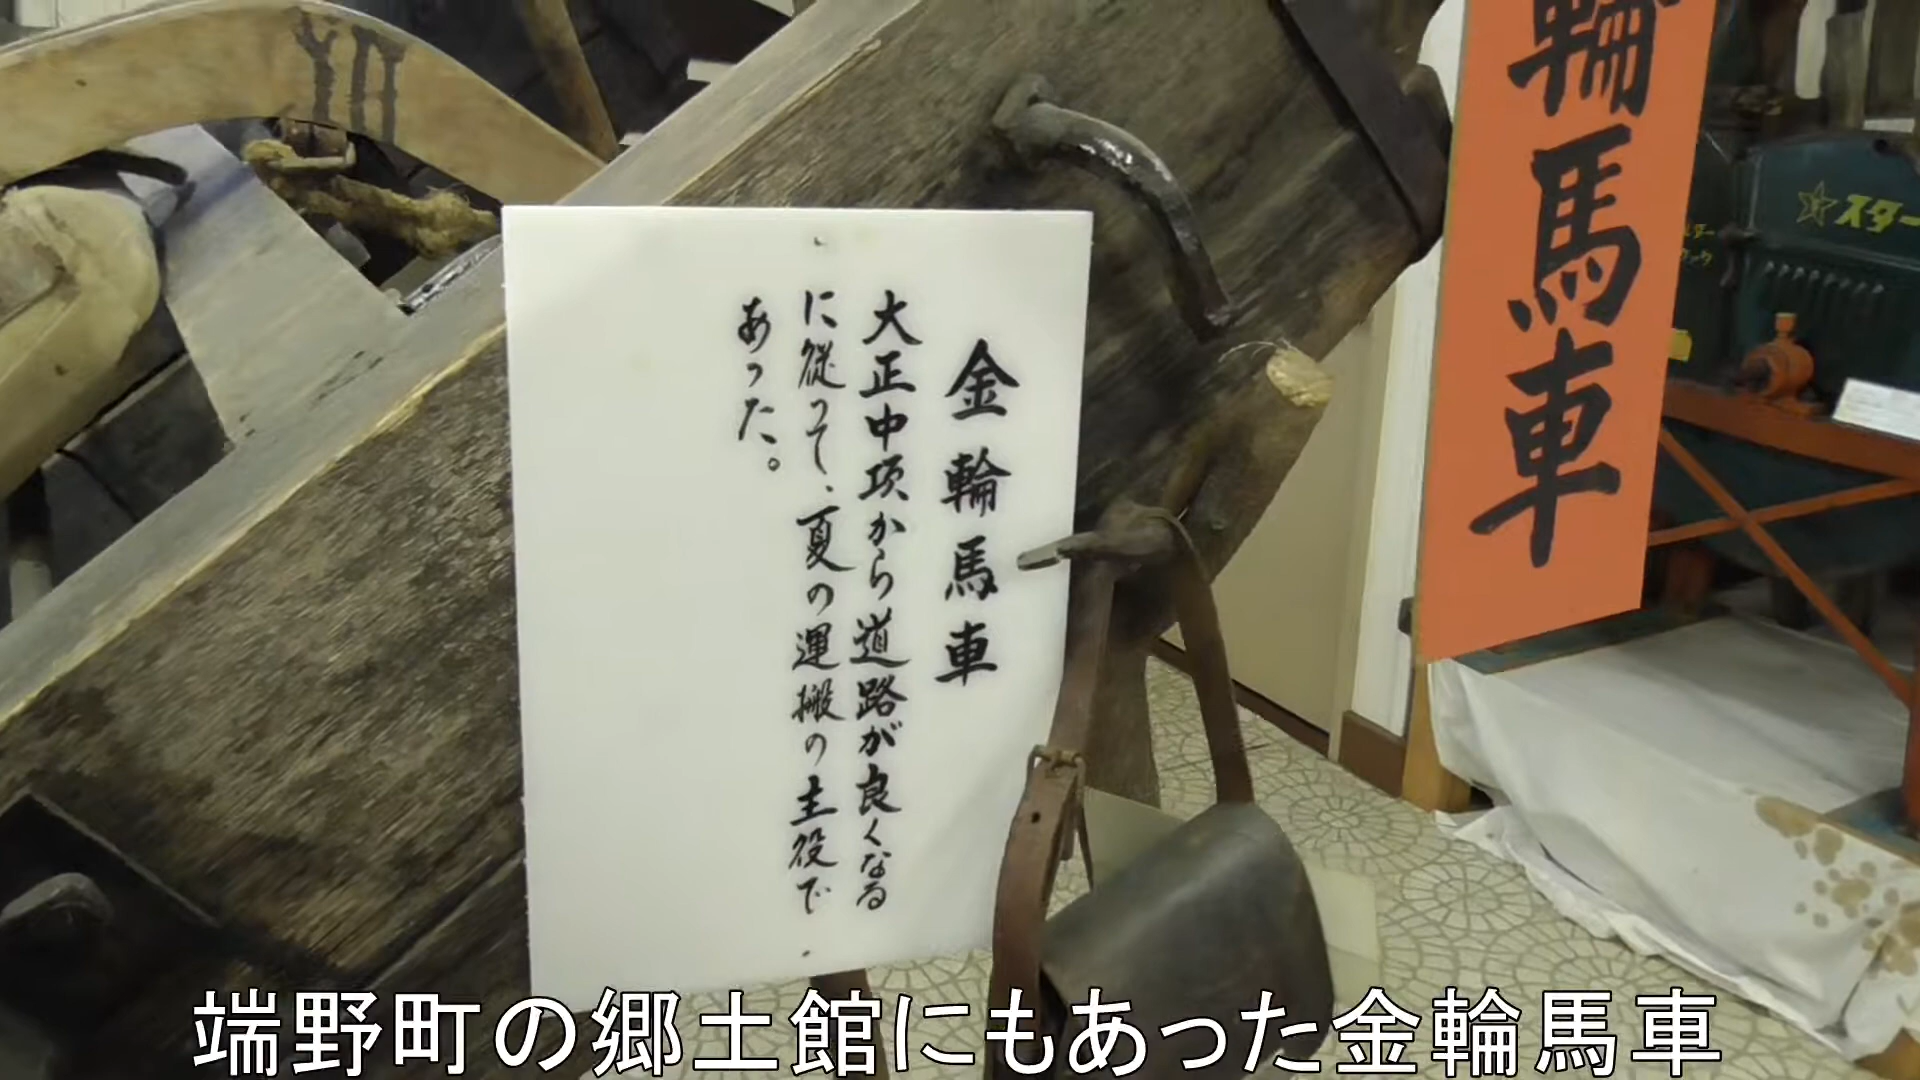 金輪馬車
大正中項から道路が良くなる
に従って、夏の運搬の主役で
あった。
輪馬車
スター
端野町の郷土館にもあった金輪馬車